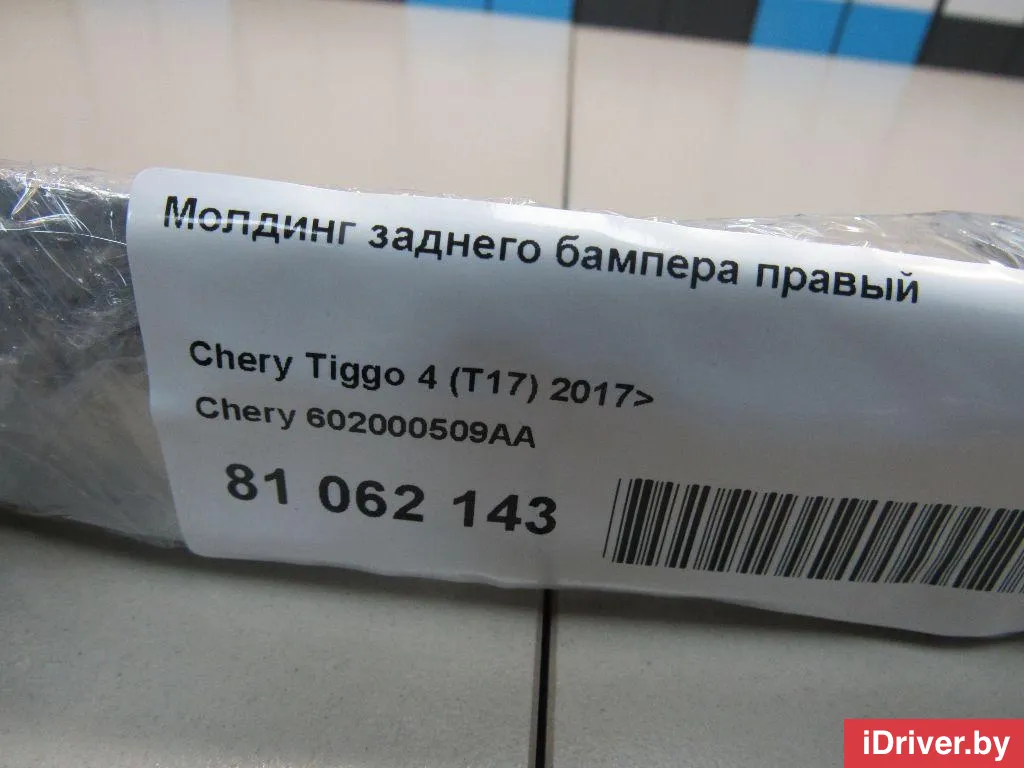 Молдинг заднего бампера правый
Chery Tiggo 4 (T17) 2017>
Chery 602000509AA
81 062 143
iDriver.by